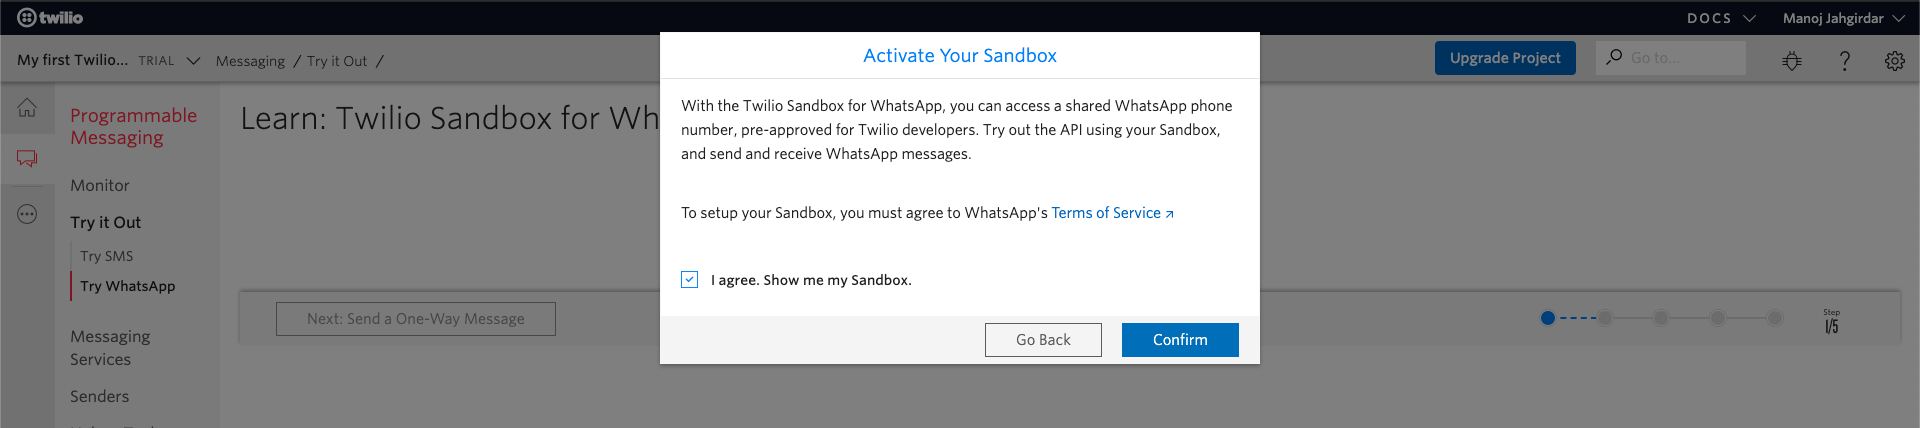 twilio
DOCS
Manoj Jahgirdar
My first Twilio... TRIAL
Messaging / Try it Out /
Upgrade Project
Go to...
Programmable
Messaging
Monitor
Try it Out
Try SMS
Try WhatsApp
Messaging
Services
Senders
Learn: Twilio Sandbox for Wh
Activate Your Sandbox
With the Twilio Sandbox for WhatsApp, you can access a shared WhatsApp phone
number, pre-approved for Twilio developers. Try out the API using your Sandbox,
and send and receive WhatsApp messages.
To setup your Sandbox, you must agree to WhatsApp's Terms of Service
I agree. Show me my Sandbox.
Go Back
Confirm
Next: Send a One-Way Message
Step
1/5